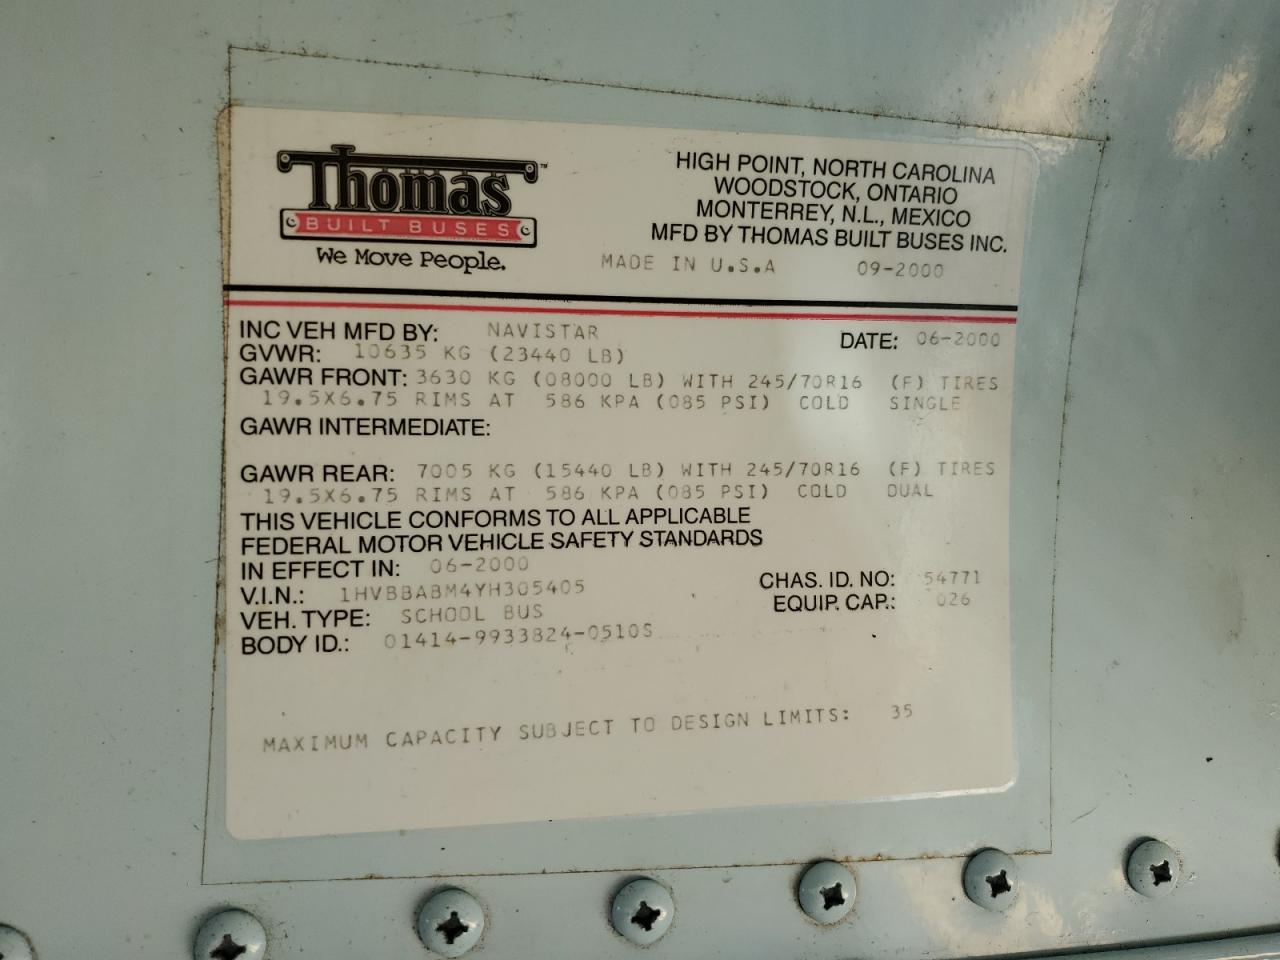 Thomas™
BUILT BUSES
We Move People.
HIGH POINT, NORTH CAROLINA
WOODSTOCK, ONTARIO
MONTERREY, N.L., MEXICO
MFD BY THOMAS BUILT BUSES INC.
MADE IN U.S.A 09-2000
INC VEH MFD BY: NAVISTAR DATE: 06-2000
GVWR: 10635 KG (23440 LB)
GAWR FRONT: 3630 KG (08000 LB) WITH 245/70R16 (F) TIRES
19.5X6.75 RIMS AT 586 KPA (085 PSI) COLD SINGLE
GAWR INTERMEDIATE:
GAWR REAR: 7005 KG (15440 LB) WITH 245/70R16 (F) TIRES
19.5X6.75 RIMS AT 586 KPA (085 PSI) COLD DUAL
THIS VEHICLE CONFORMS TO ALL APPLICABLE
FEDERAL MOTOR VEHICLE SAFETY STANDARDS
IN EFFECT IN: 06-2000
V.I.N.: 1HVBBABM4YH305405 CHAS. ID. NO: 54771
VEH. TYPE: SCHOOL BUS EQUIP. CAP.: 026
BODY ID.: 01414-9933824-0510S
MAXIMUM CAPACITY SUBJECT TO DESIGN LIMITS: 35